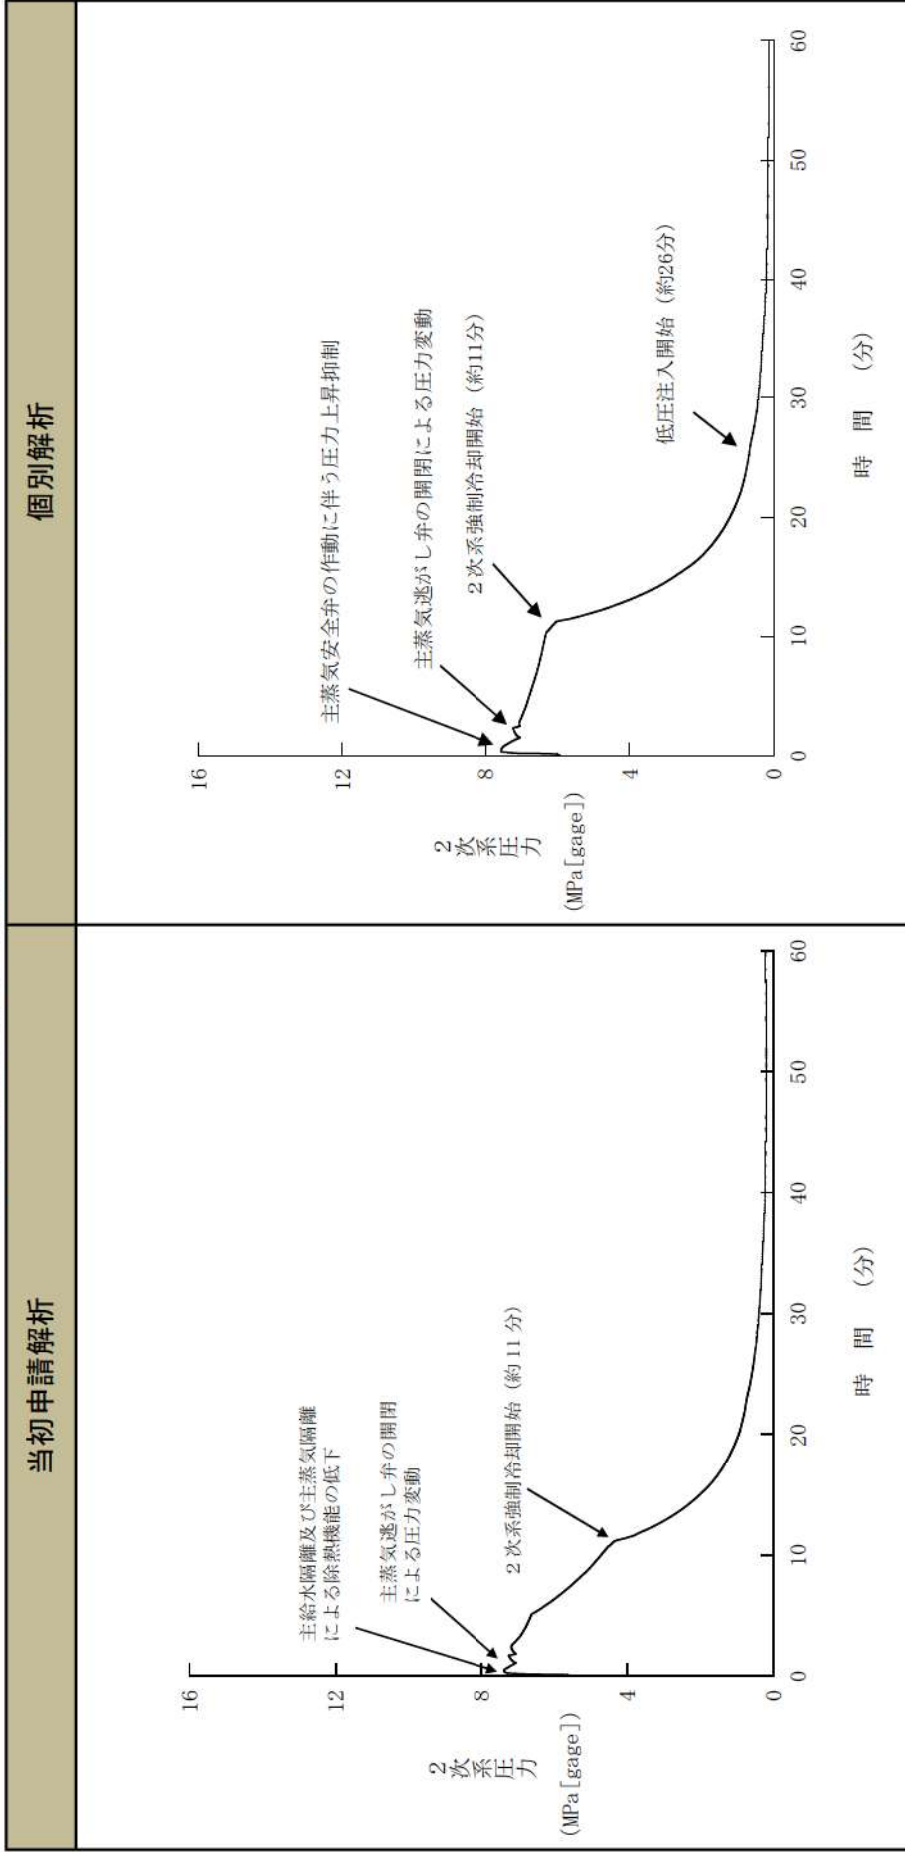 当初申請解析
16
12
8
4
0
2次系圧力
(MPa[gage])
主給水隔離及び主蒸気隔離
による除熱機能の低下
主蒸気逃がし弁の開閉
による圧力変動
2次系強制冷却開始（約 11 分）
0
10
20
30
40
50
60
時 間 (分)
個別解析
16
12
8
4
0
2次系圧力
(MPa[gage])
主蒸気安全弁の作動に伴う圧力上昇抑制
主蒸気逃がし弁の開閉による圧力変動
2次系強制冷却開始（約11分）
低圧注入開始（約26分）
0
10
20
30
40
50
60
時 間 (分)